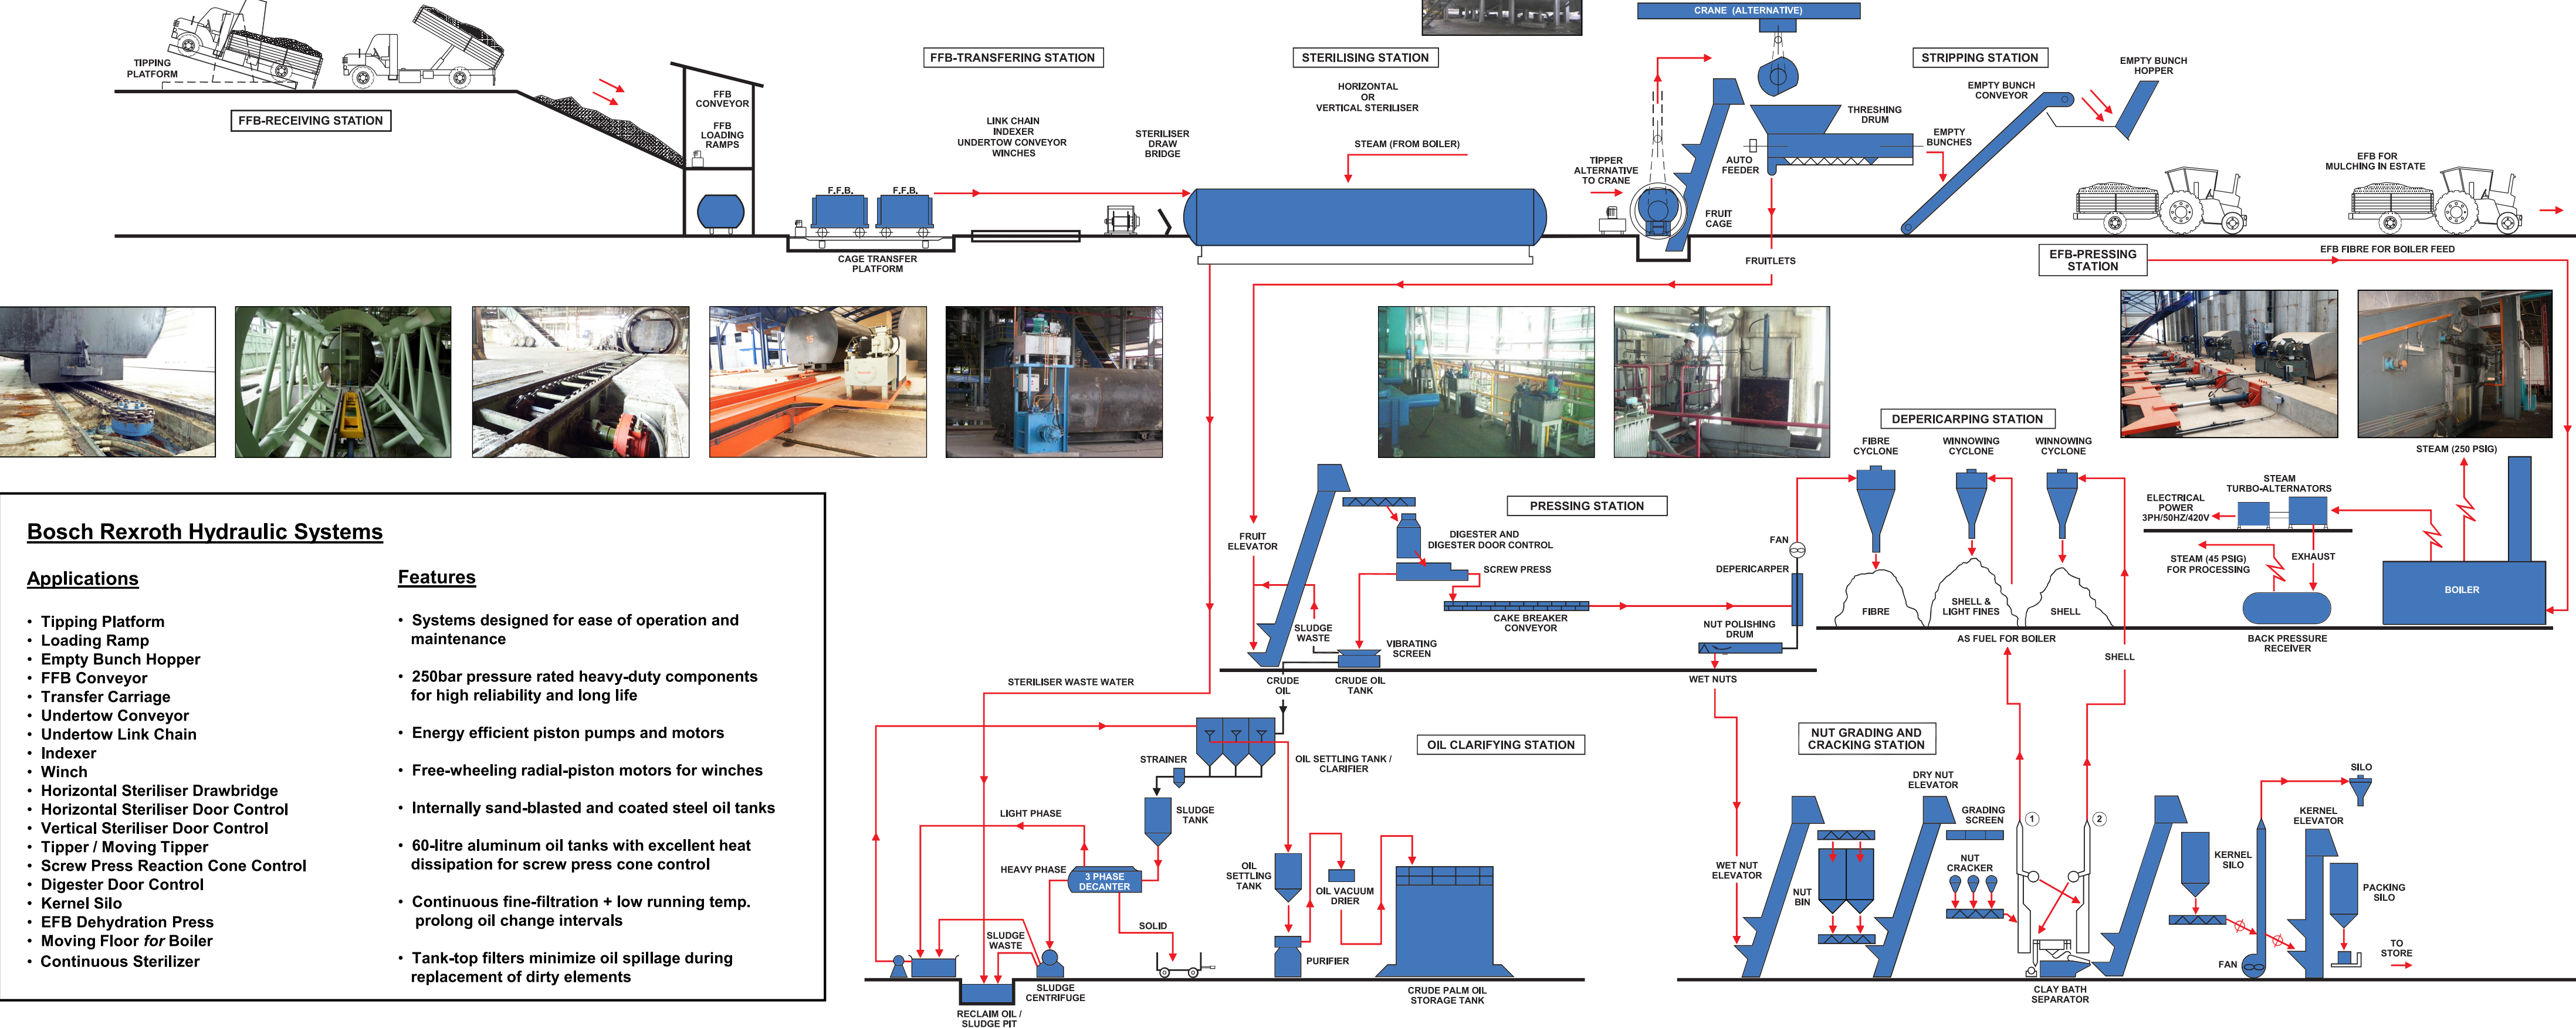 CRANE (ALTERNATIVE)
TIPPING
PLATFORM
FFB-RECEIVING STATION
FFB
CONVEYOR
FFB
LOADING
RAMPS
FFB-TRANSFERING STATION
LINK CHAIN
INDEXER
UNDERTOW CONVEYOR
WINCHES
STERILISER
DRAW
BRIDGE
F.F.B.
F.F.B.
CAGE TRANSFER
PLATFORM
STERILISING STATION
HORIZONTAL
OR
VERTICAL STERILISER
STEAM (FROM BOILER)
TIPPER
ALTERNATIVE
TO CRANE
FRUIT
CAGE
AUTO
FEEDER
THRESHING
DRUM
FRUITLETS
STRIPPING STATION
EMPTY BUNCH
CONVEYOR
EMPTY
BUNCHES
EMPTY BUNCH
HOPPER
EFB FOR
MULCHING IN ESTATE
EFB-PRESSING
STATION
EFB FIBRE FOR BOILER FEED
DEPERICARPING STATION
FIBRE
CYCLONE
WINNOWING
CYCLONE
WINNOWING
CYCLONE
FIBRE
SHELL &
LIGHT FINES
SHELL
AS FUEL FOR BOILER
SHELL
STEAM (250 PSIG)
STEAM
TURBO-ALTERNATORS
ELECTRICAL
POWER
3PH/50HZ/420V
STEAM (45 PSIG)
FOR PROCESSING
EXHAUST
BOILER
BACK PRESSURE
RECEIVER
PRESSING STATION
FRUIT
ELEVATOR
DIGESTER AND
DIGESTER DOOR CONTROL
SCREW PRESS
CAKE BREAKER
CONVEYOR
FAN
DEPERICARPER
NUT POLISHING
DRUM
SLUDGE
WASTE
VIBRATING
SCREEN
CRUDE
OIL
CRUDE OIL
TANK
WET NUTS
STERILISER WASTE WATER
OIL CLARIFYING STATION
STRAINER
OIL SETTLING TANK /
CLARIFIER
SLUDGE
TANK
LIGHT PHASE
HEAVY PHASE
3 PHASE
DECANTER
OIL
SETTLING
TANK
OIL VACUUM
DRIER
SOLID
SLUDGE
WASTE
PURIFIER
SLUDGE
CENTRIFUGE
RECLAIM OIL /
SLUDGE PIT
CRUDE PALM OIL
STORAGE TANK
NUT GRADING AND
CRACKING STATION
DRY NUT
ELEVATOR
GRADING
SCREEN
NUT
CRACKER
WET NUT
ELEVATOR
NUT
BIN
1
2
CLAY BATH
SEPARATOR
KERNEL
SILO
FAN
SILO
KERNEL
ELEVATOR
PACKING
SILO
TO
STORE
Bosch Rexroth Hydraulic Systems
Applications
• Tipping Platform
• Loading Ramp
• Empty Bunch Hopper
• FFB Conveyor
• Transfer Carriage
• Undertow Conveyor
• Undertow Link Chain
• Indexer
• Winch
• Horizontal Steriliser Drawbridge
• Horizontal Steriliser Door Control
• Vertical Steriliser Door Control
• Tipper / Moving Tipper
• Screw Press Reaction Cone Control
• Digester Door Control
• Kernel Silo
• EFB Dehydration Press
• Moving Floor for Boiler
• Continuous Sterilizer
Features
• Systems designed for ease of operation and
maintenance
• 250bar pressure rated heavy-duty components
for high reliability and long life
• Energy efficient piston pumps and motors
• Free-wheeling radial-piston motors for winches
• Internally sand-blasted and coated steel oil tanks
• 60-litre aluminum oil tanks with excellent heat
dissipation for screw press cone control
• Continuous fine-filtration + low running temp.
prolong oil change intervals
• Tank-top filters minimize oil spillage during
replacement of dirty elements